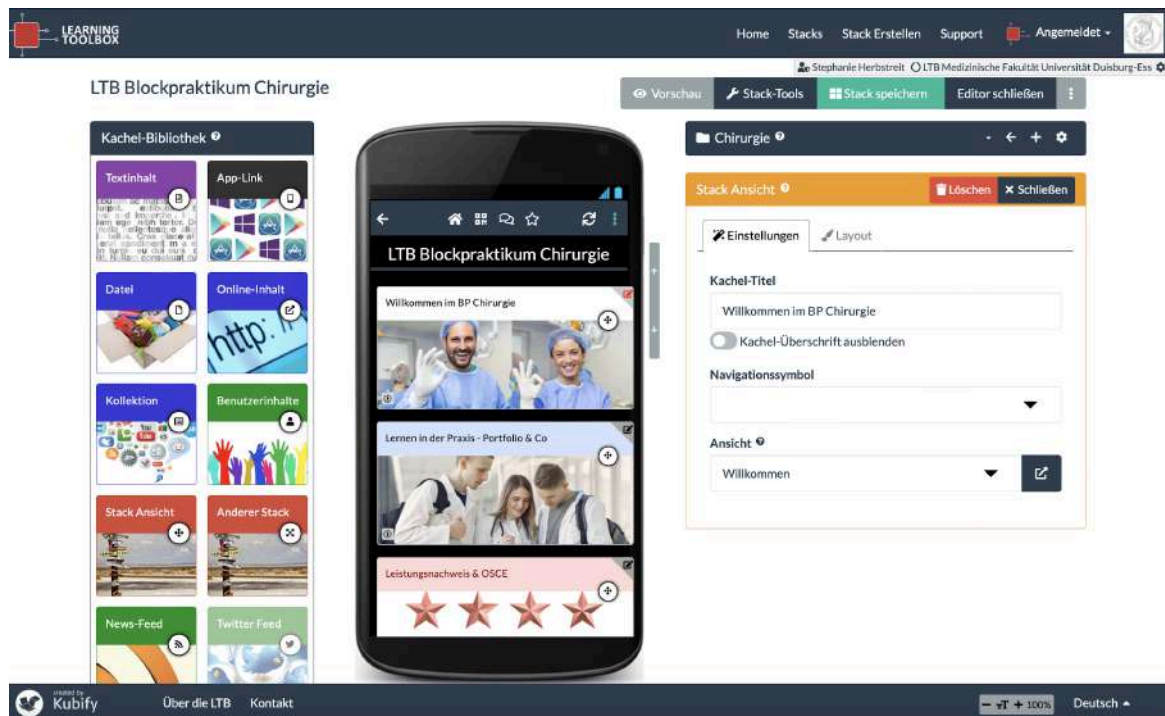 LEARNING
TOOLBOX
Home Stacks Stack Erstellen Support Angemeldet
Stephanie Herbstreit LTB Medizinische Fakultät Universität Duisburg-Ess
LTB Blockpraktikum Chirurgie
Vorschau Stack-Tools Stack speichern Editor schließen
Kachel-Bibliothek
Textinhalt
App-Link
Datei
Online-Inhalt
http: //
Kollektion
Benutzerinhalte
Stack Ansicht
Anderer Stack
News-Feed
Twitter Feed
LTB Blockpraktikum Chirurgie
Willkommen im BP Chirurgie
Lernen in der Praxis - Portfolio & Co
Leistungsnachweis & OSCE
Chirurgie
Stack Ansicht Löschen Schließen
Einstellungen Layout
Kachel-Titel
Willkommen im BP Chirurgie
Kachel-Überschrift ausblenden
Navigationssymbol
Ansicht
Willkommen
created by
Kubify Über die LTB Kontakt
- T + 100% Deutsch